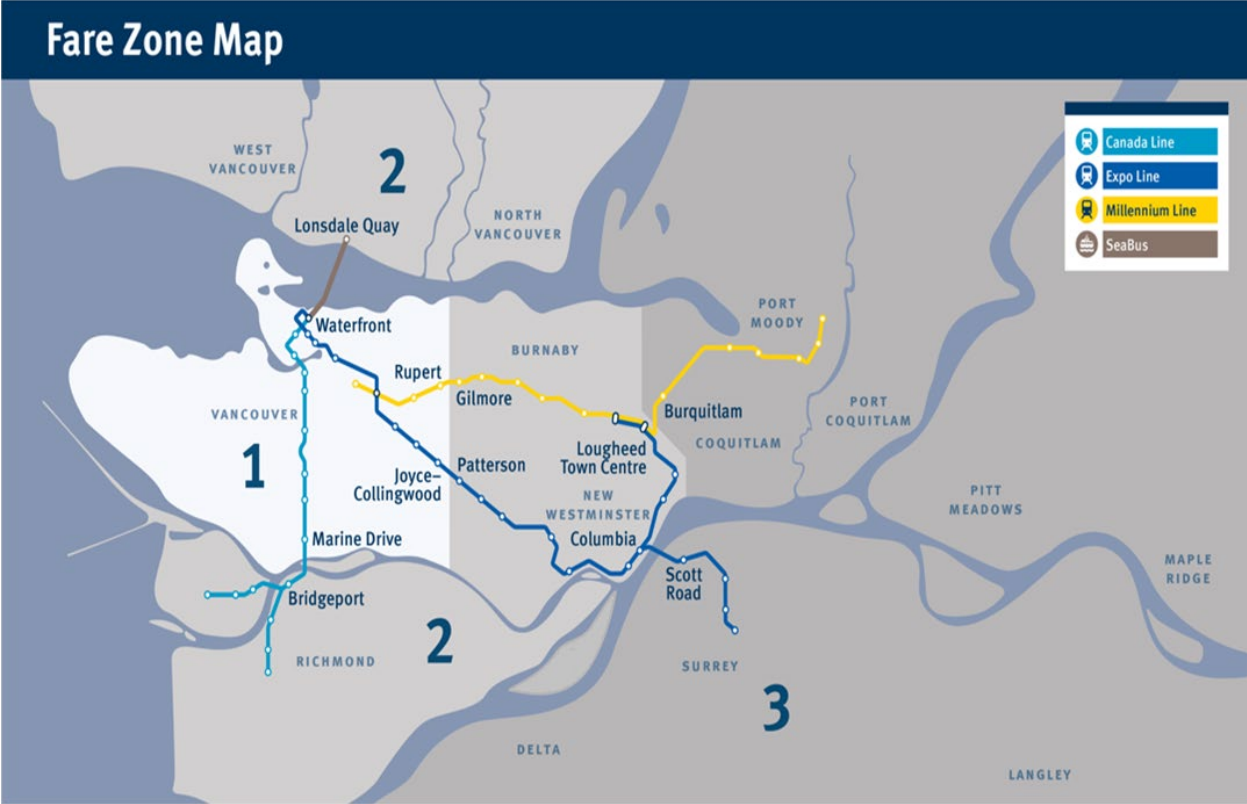 Fare Zone Map
Canada Line
Expo Line
Millennium Line
SeaBus
WEST
VANCOUVER
2
NORTH
VANCOUVER
Lonsdale Quay
Waterfront
PORT
MOODY
BURNABY
Rupert
Gilmore
VANCOUVER
1
Burquitlam
PORT
COQUITLAM
COQUITLAM
Lougheed
Town Centre
Joyce–
Collingwood
Patterson
NEW
WESTMINSTER
PITT
MEADOWS
Marine Drive
Columbia
MAPLE
RIDGE
Scott
Road
Bridgeport
RICHMOND
2
SURREY
3
DELTA
LANGLEY